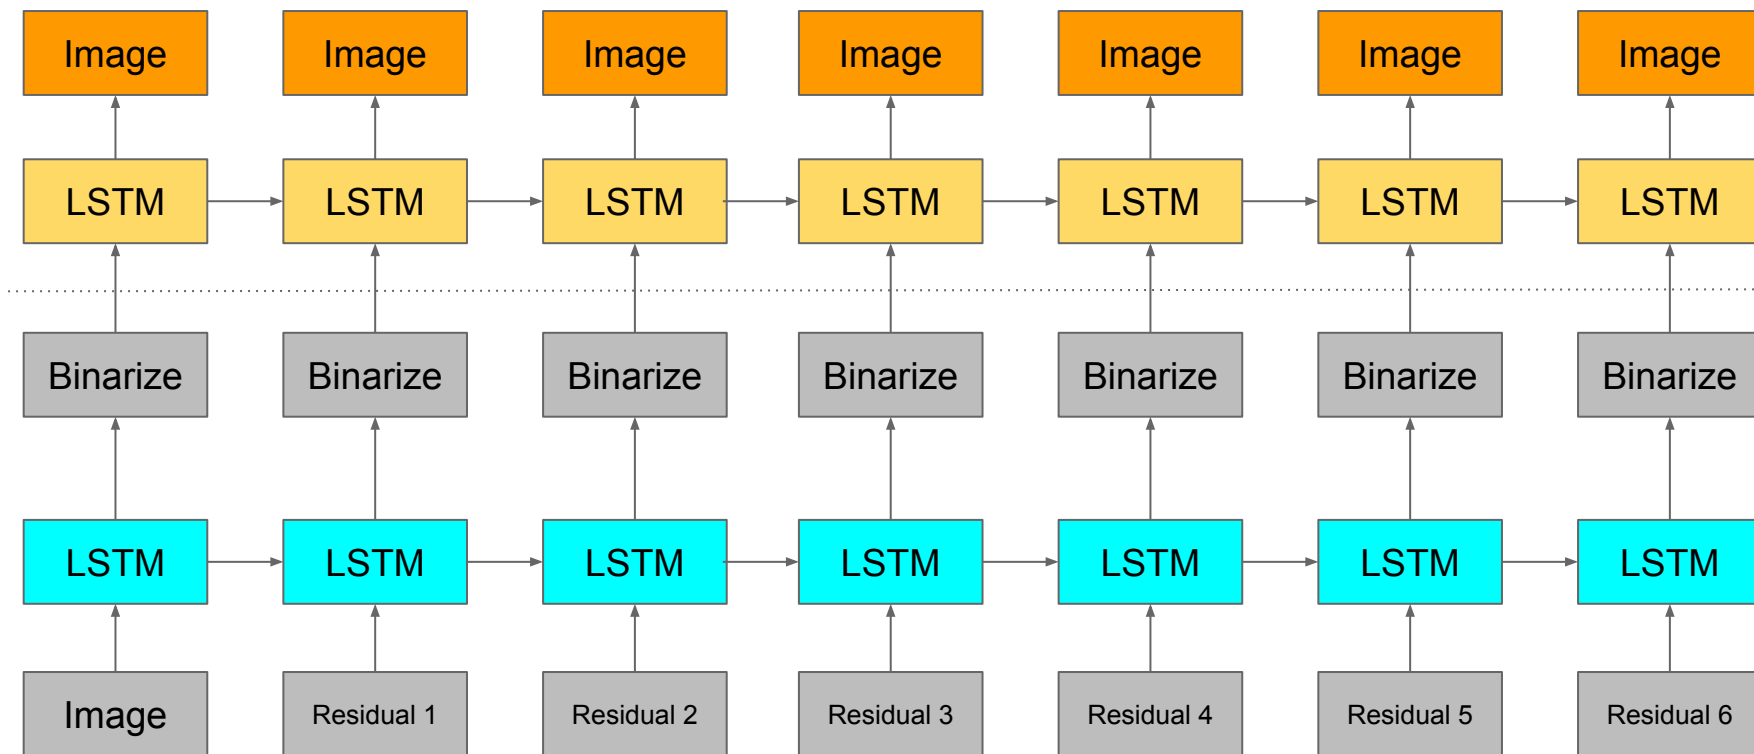 Image Image Image Image Image Image Image
LSTM LSTM LSTM LSTM LSTM LSTM LSTM
Binarize Binarize Binarize Binarize Binarize Binarize Binarize
LSTM LSTM LSTM LSTM LSTM LSTM LSTM
Image Residual 1 Residual 2 Residual 3 Residual 4 Residual 5 Residual 6